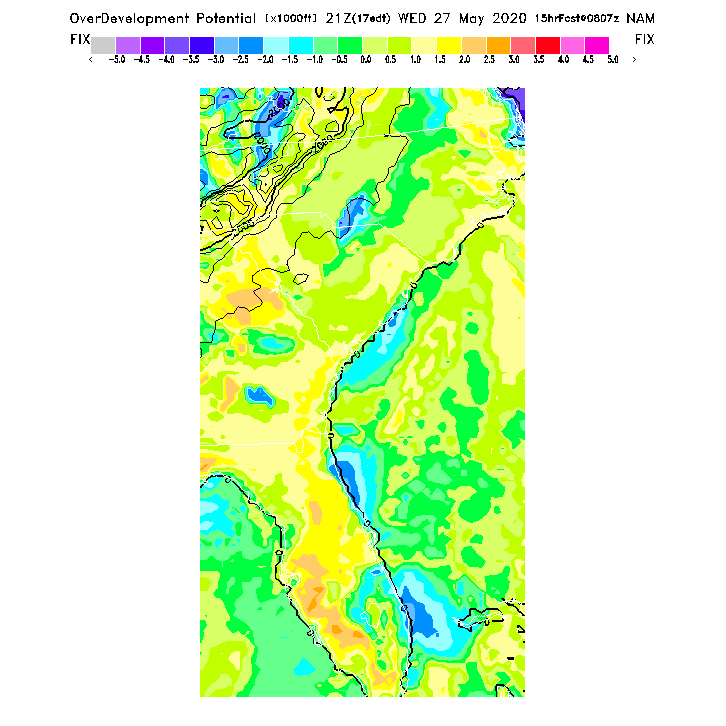 OverDevelopment Potential [x1000ft] 21Z(17edt) WED 27 May 2020 15hrFcst@0807z NAM
FIX FIX
< -5.0 -4.5 -4.0 -3.5 -3.0 -2.5 -2.0 -1.5 -1.0 -0.5 0.0 0.5 1.0 1.5 2.0 2.5 3.0 3.5 4.0 4.5 5.0 >